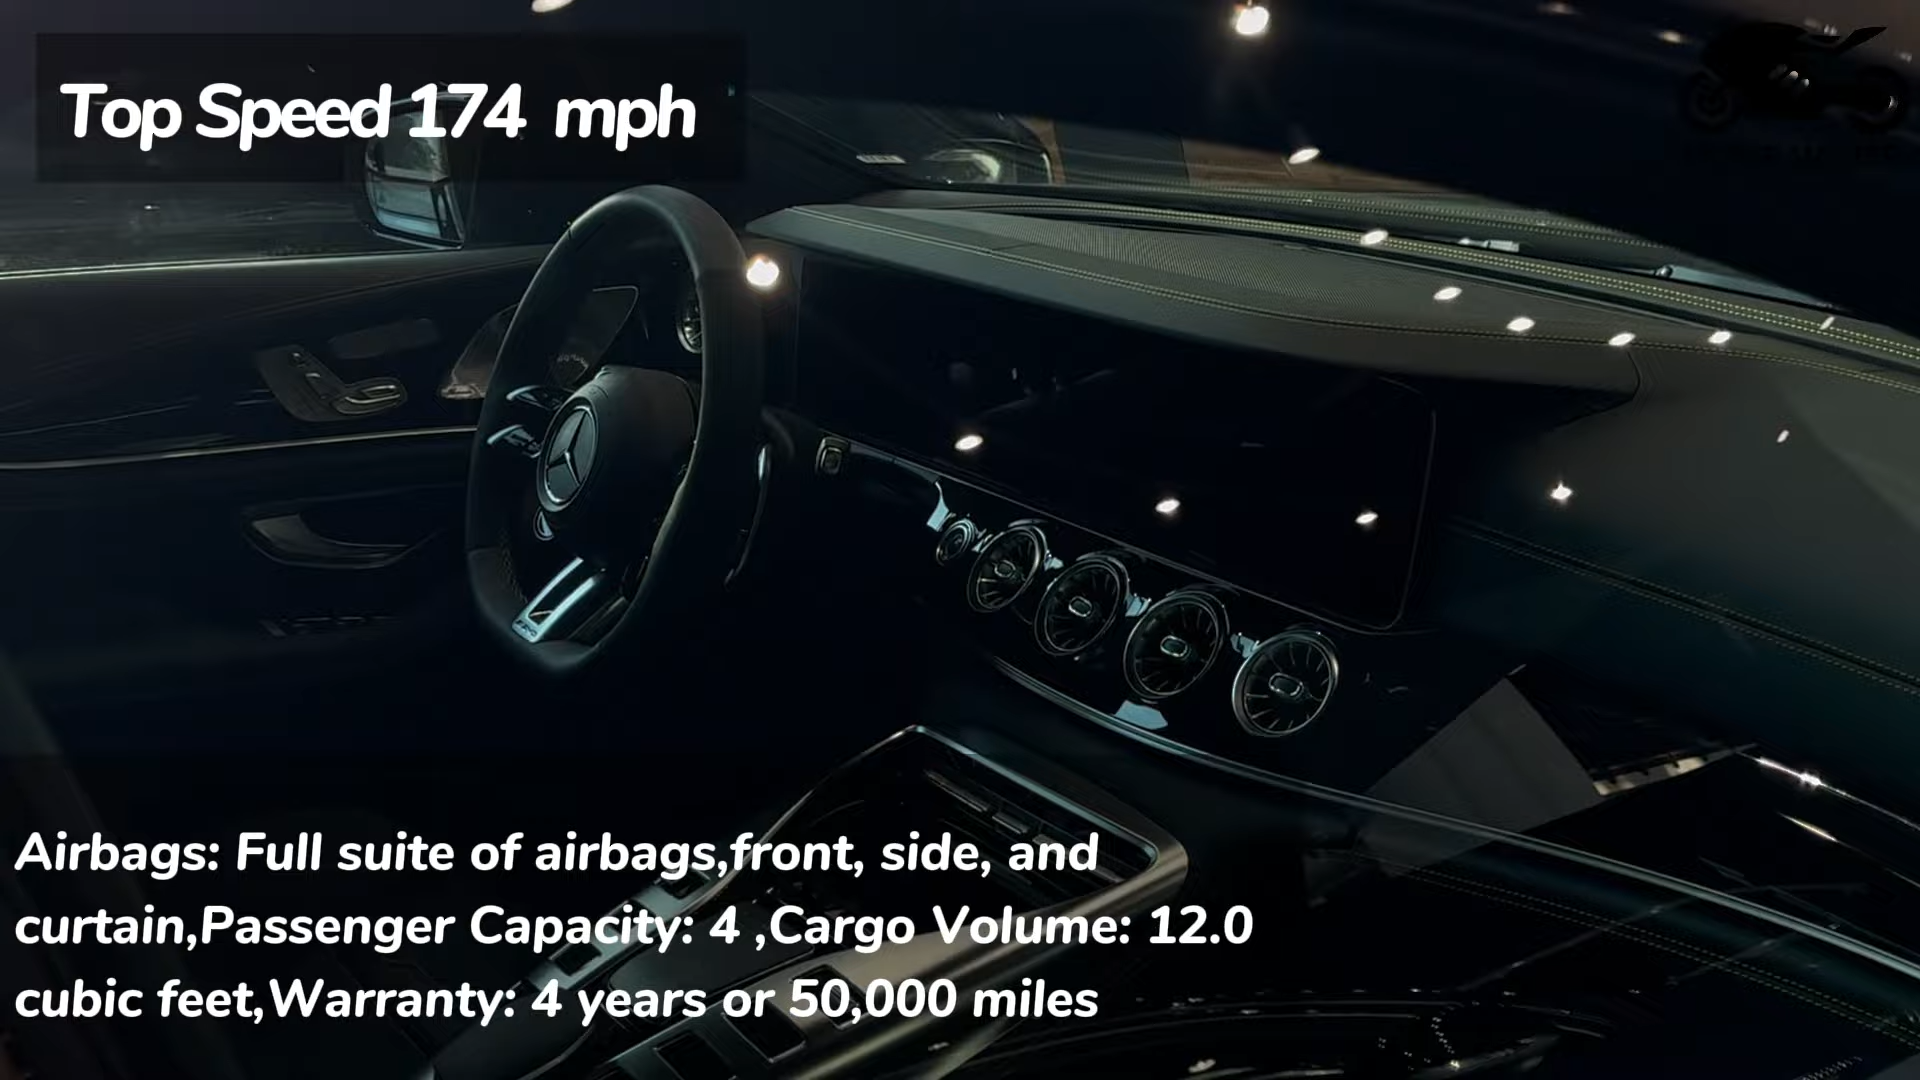 Top Speed 174 mph
Airbags: Full suite of airbags,front, side, and
curtain,Passenger Capacity: 4 ,Cargo Volume: 12.0
cubic feet,Warranty: 4 years or 50,000 miles